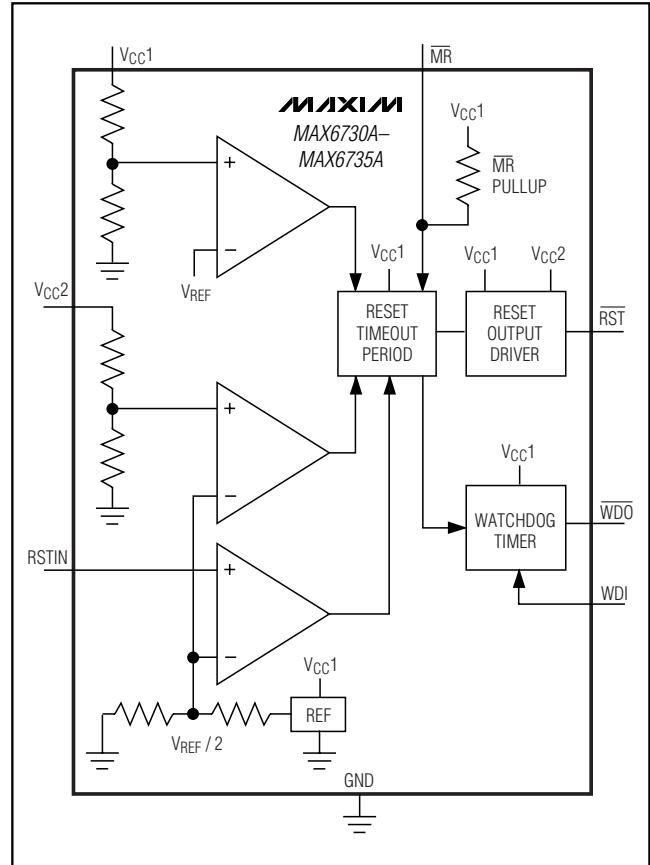 VCC1
MR
MAXIM
MAX6730A–
MAX6735A
VCC1
MR
PULLUP
+
−
VREF
VCC1
VCC1
VCC2
RESET
TIMEOUT
PERIOD
RESET
OUTPUT
DRIVER
RST
VCC2
+
−
VCC1
WATCHDOG
TIMER
WDO
WDI
RSTIN
+
−
VCC1
REF
VREF / 2
GND